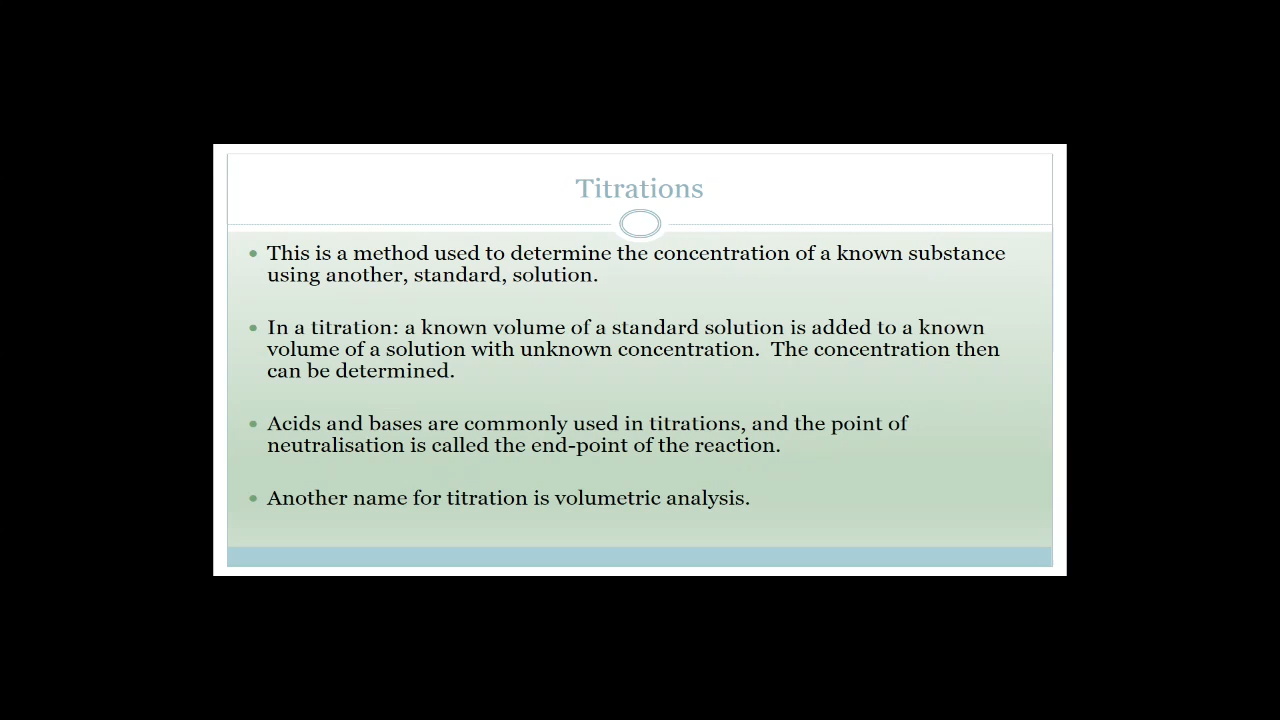 Titrations
This is a method used to determine the concentration of a known substance
using another, standard, solution.
In a titration: a known volume of a standard solution is added to a known
volume of a solution with unknown concentration.  The concentration then
can be determined.
Acids and bases are commonly used in titrations, and the point of
neutralisation is called the end-point of the reaction.
Another name for titration is volumetric analysis.